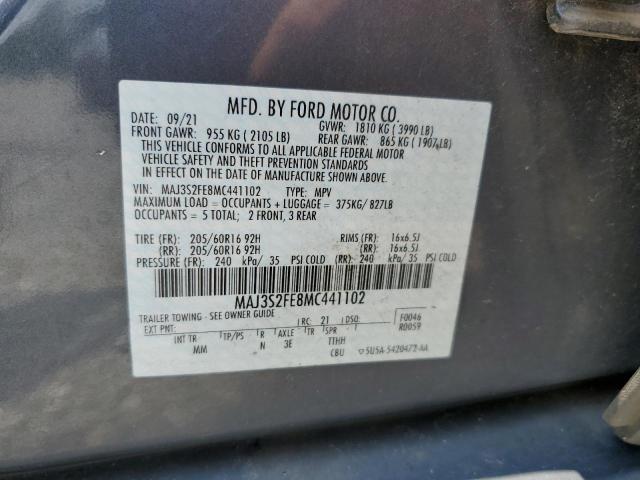 MFD. BY FORD MOTOR CO.
DATE: 09/21 GVWR: 1810 KG ( 3990 LB)
FRONT GAWR: 955 KG ( 2105 LB) REAR GAWR: 865 KG ( 1907 LB)
THIS VEHICLE CONFORMS TO ALL APPLICABLE FEDERAL MOTOR
VEHICLE SAFETY AND THEFT PREVENTION STANDARDS
IN EFFECT ON THE DATE OF MANUFACTURE SHOWN ABOVE.
VIN: MAJ3S2FE8MC441102 TYPE: MPV
MAXIMUM LOAD = OCCUPANTS + LUGGAGE = 375KG/ 827LB
OCCUPANTS = 5 TOTAL; 2 FRONT, 3 REAR
TIRE (FR): 205/60R16 92H RIMS (FR): 16x6.5J
(RR): 205/60R16 92H (RR): 16x6.5J
PRESSURE (FR): 240 kPa/ 35 PSI COLD (RR): 240 kPa/ 35 PSI COLD
MAJ3S2FE8MC441102
TRAILER TOWING - SEE OWNER GUIDE F0046
EXT PNT: RC: 21 DSO: R0059
INT TR TP/PS R AXLE TR SPR
MM N 3E TTHH
CBU 5U5A-5420472-AA